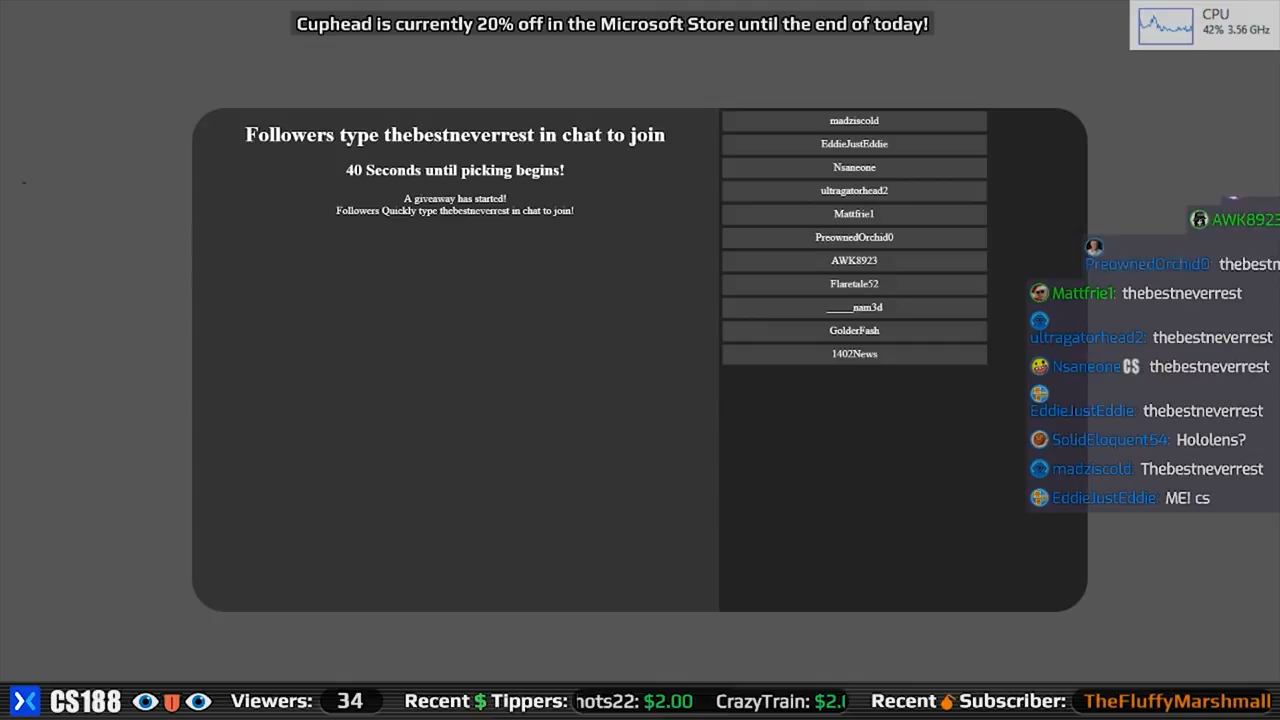 Cuphead is currently 20% off in the Microsoft Store until the end of today!
CPU
42% 3.56 GHz
Followers type thebestneverrest in chat to join
40 Seconds until picking begins!
A giveaway has started!
Followers Quickly type thebestneverrest in chat to join!
madziscold
EddieJustEddie
Nsaneone
ultragatorhead2
Mattfrie1
PreownedOrchid0
AWK8923
Flaretale52
_____nam3d
GolderFash
1402News
AWK8923
PreownedOrchid0: thebestn
Mattfrie1: thebestneverrest
ultragatorhead2: thebestneverrest
Nsaneone CS thebestneverrest
EddieJustEddie: thebestneverrest
SolidEloquent54: Hololens?
madziscold: Thebestneverrest
EddieJustEddie: ME! cs
CS188 Viewers: 34 Recent $ Tippers: hots22: $2.00 CrazyTrain: $2.0 Recent Subscriber: TheFluffyMarshmall